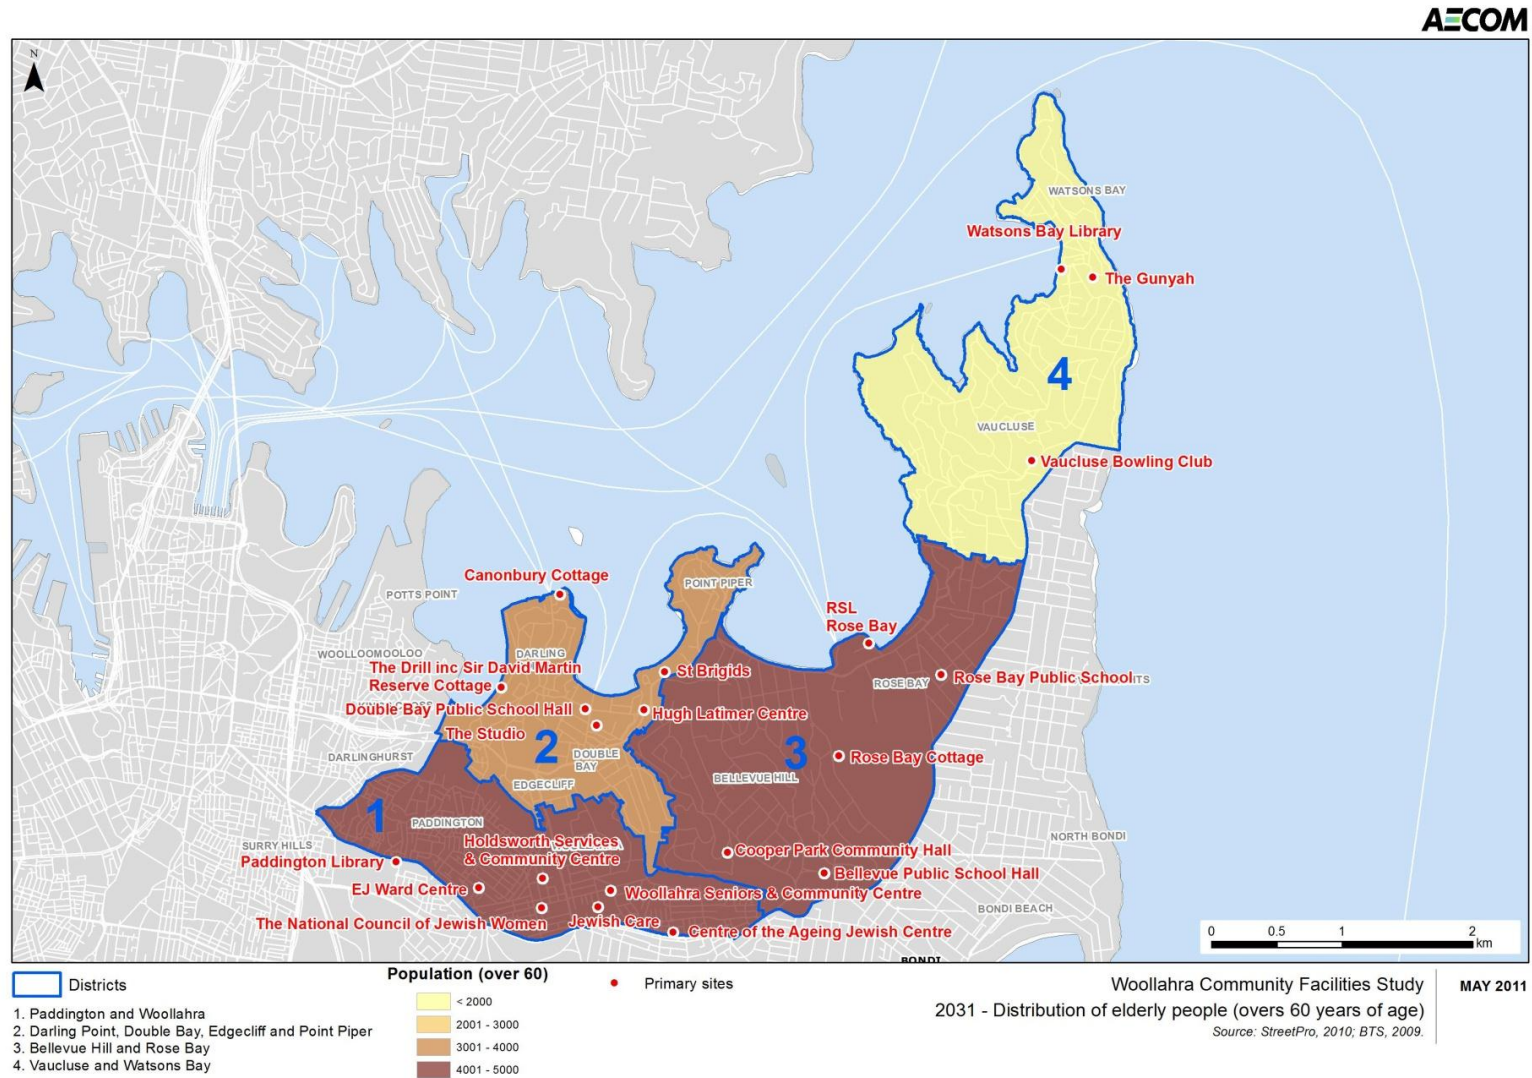 AECOM
N
WATSONS BAY
Watsons Bay Library
The Gunyah
4
VAUCLUSE
Vaucluse Bowling Club
Canonbury Cottage
POTTS POINT
POINT PIPER
RSL
Rose Bay
WOOLLOOMOOLOO
DARLING
The Drill inc Sir David Martin
Reserve Cottage
St Brigids
ROSE BAY
Rose Bay Public School
ITS
Double Bay Public School Hall
Hugh Latimer Centre
The Studio
2
DOUBLE
BAY
3
Rose Bay Cottage
DARLINGHURST
EDGECLIFF
BELLEVUE HILL
1
PADDINGTON
NORTH BONDI
SURRY HILLS
Holdsworth Services
& Community Centre
Paddington Library
Cooper Park Community Hall
EJ Ward Centre
Bellevue Public School Hall
Woollahra Seniors & Community Centre
BONDI BEACH
The National Council of Jewish Women
Jewish Care
Centre of the Ageing Jewish Centre
BONDI
0 0.5 1 2
km
Districts
1. Paddington and Woollahra
2. Darling Point, Double Bay, Edgecliff and Point Piper
3. Bellevue Hill and Rose Bay
4. Vaucluse and Watsons Bay
Population (over 60)
< 2000
2001 - 3000
3001 - 4000
4001 - 5000
Primary sites
Woollahra Community Facilities Study
2031 - Distribution of elderly people (overs 60 years of age)
Source: StreetPro, 2010; BTS, 2009.
MAY 2011